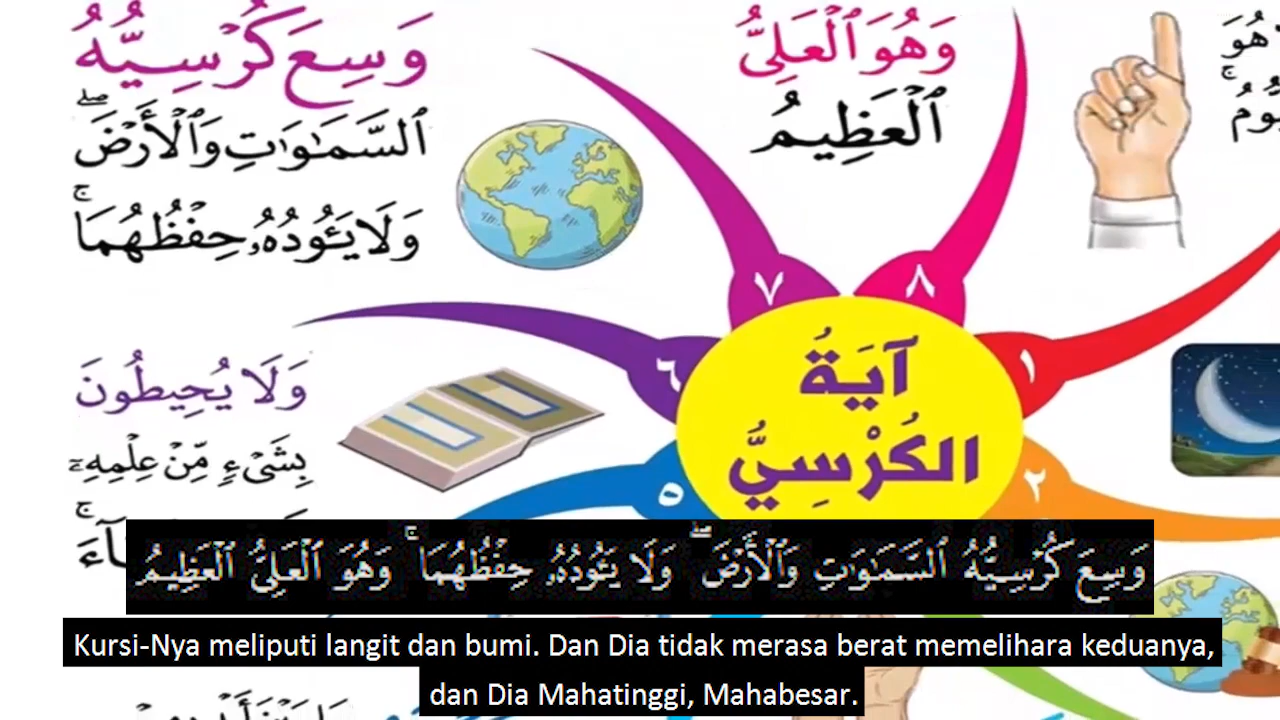 وَسِعَ كُرْسِيُّهُ
ٱلسَّمَـٰوَٰتِ وَٱلْأَرْضَ ۖ
وَلَا يَـُٔودُهُۥ حِفْظُهُمَا ۚ
وَهُوَ ٱلْعَلِىُّ
ٱلْعَظِيمُ
٧
٨
٦
١
٥
٢
آيَةُ
الكُرْسِيُّ
وَلَا يُحِيطُونَ
بِشَىْءٍ مِّنْ عِلْمِهِۦٓ
وَسِعَ كُرْسِيُّهُ ٱلسَّمَـٰوَٰتِ وَٱلْأَرْضَ ۖ وَلَا يَـُٔودُهُۥ حِفْظُهُمَا ۚ وَهُوَ ٱلْعَلِىُّ ٱلْعَظِيمُ
Kursi-Nya meliputi langit dan bumi. Dan Dia tidak merasa berat memelihara keduanya,
dan Dia Mahatinggi, Mahabesar.